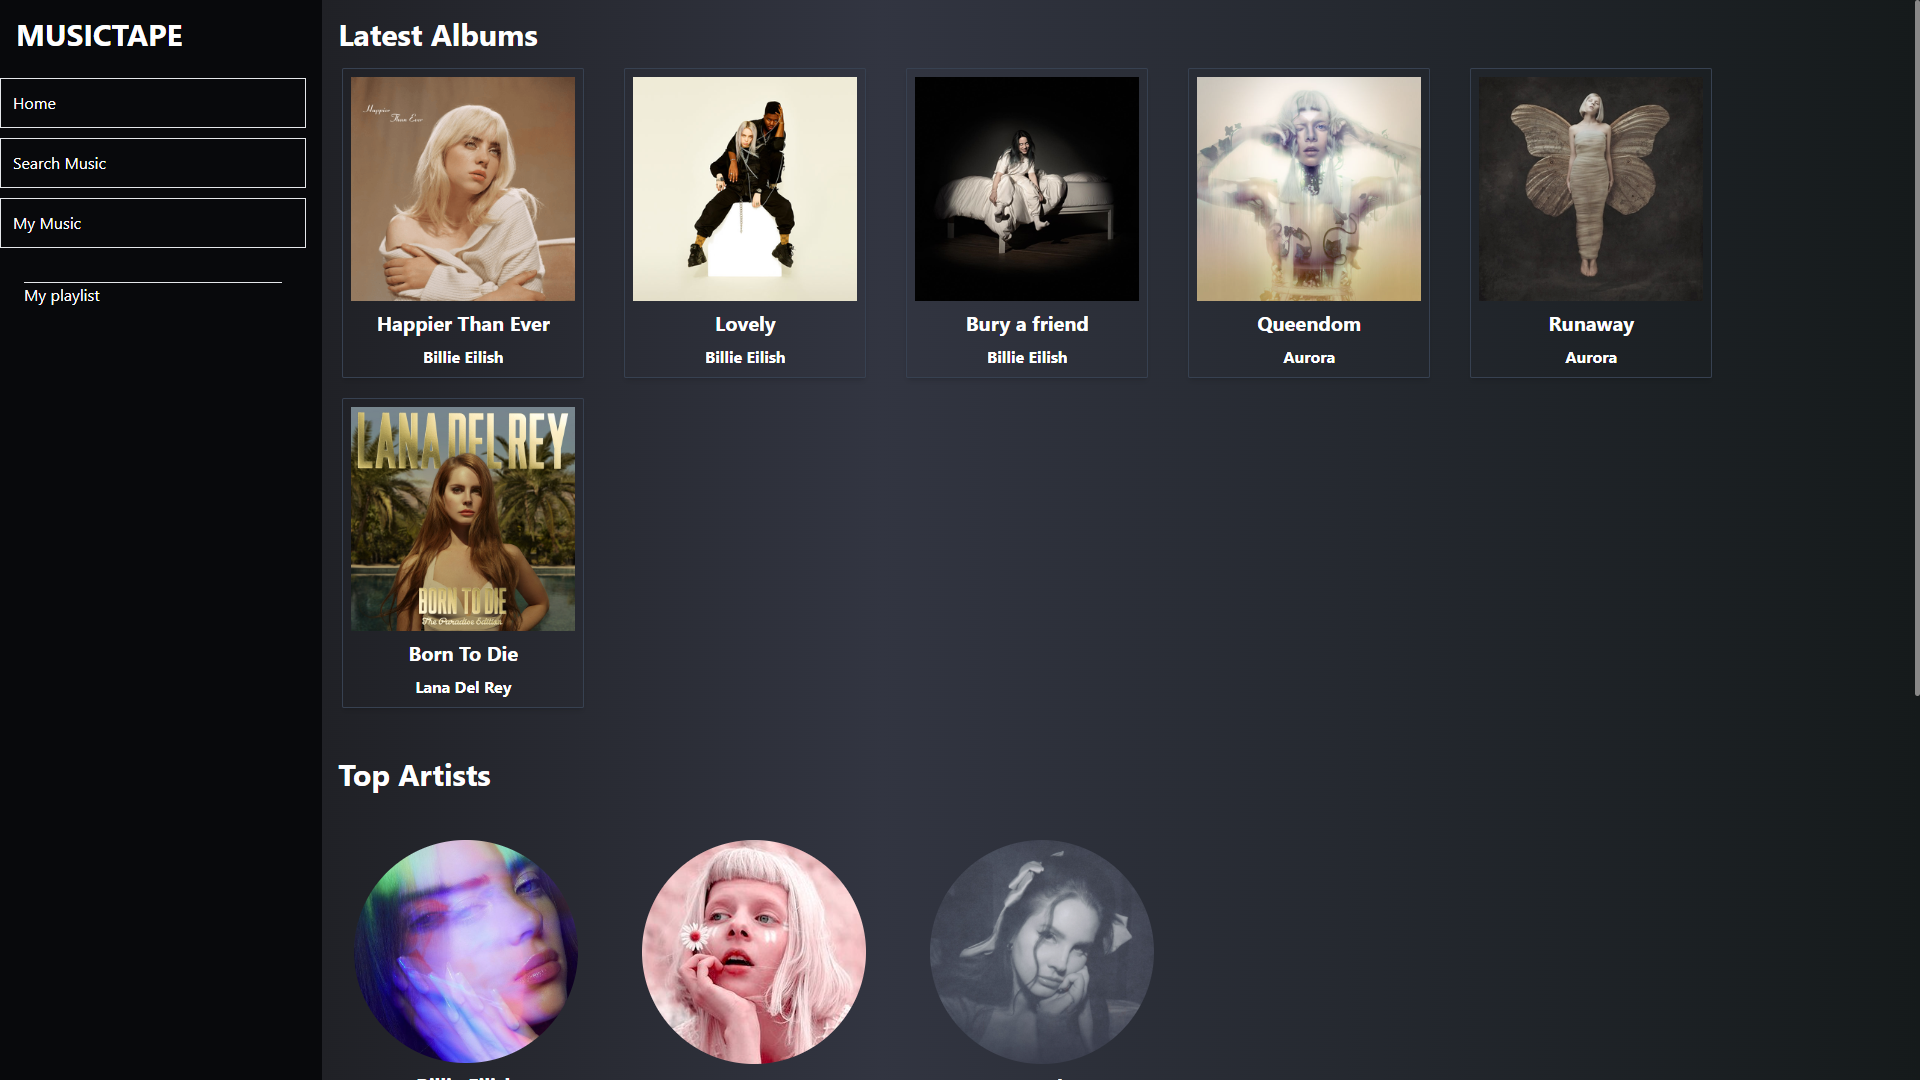 MUSICTAPE
Home
Search Music
My Music
My playlist
Latest Albums
Happier
Than Ever
Happier Than Ever
Billie Eilish
Lovely
Billie Eilish
Bury a friend
Billie Eilish
Queendom
Aurora
Runaway
Aurora
LANA DEL REY
BORN TO DIE
The Paradise Edition
Born To Die
Lana Del Rey
Top Artists
Billie Eilish